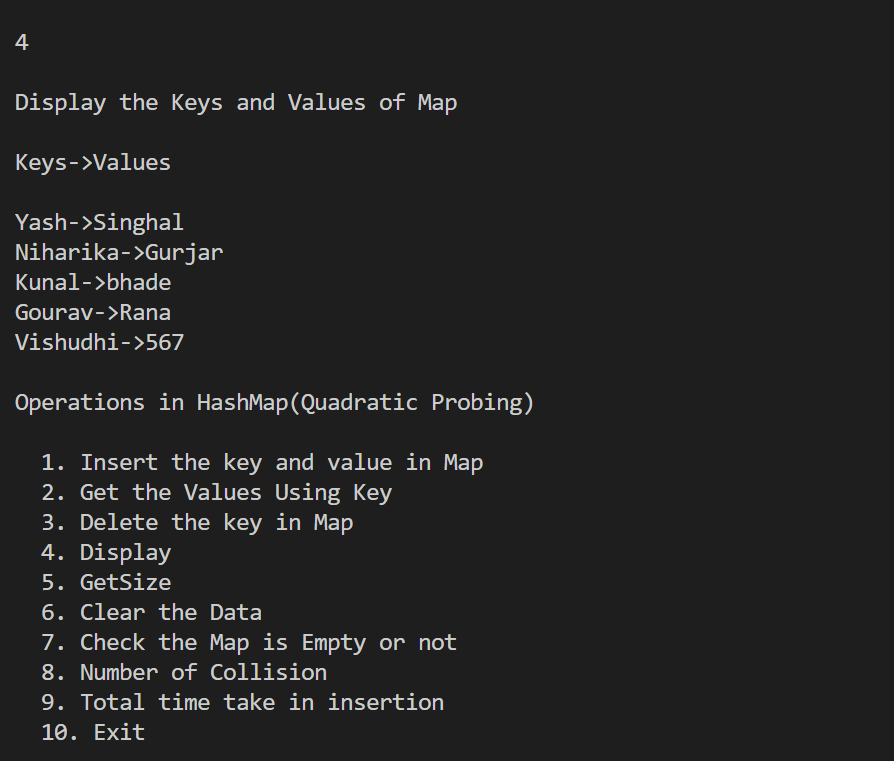 4
Display the Keys and Values of Map
Keys->Values
Yash->Singhal
Niharika->Gurjar
Kunal->bhade
Gourav->Rana
Vishudhi->567
Operations in HashMap(Quadratic Probing)
1. Insert the key and value in Map
2. Get the Values Using Key
3. Delete the key in Map
4. Display
5. GetSize
6. Clear the Data
7. Check the Map is Empty or not
8. Number of Collision
9. Total time take in insertion
10. Exit